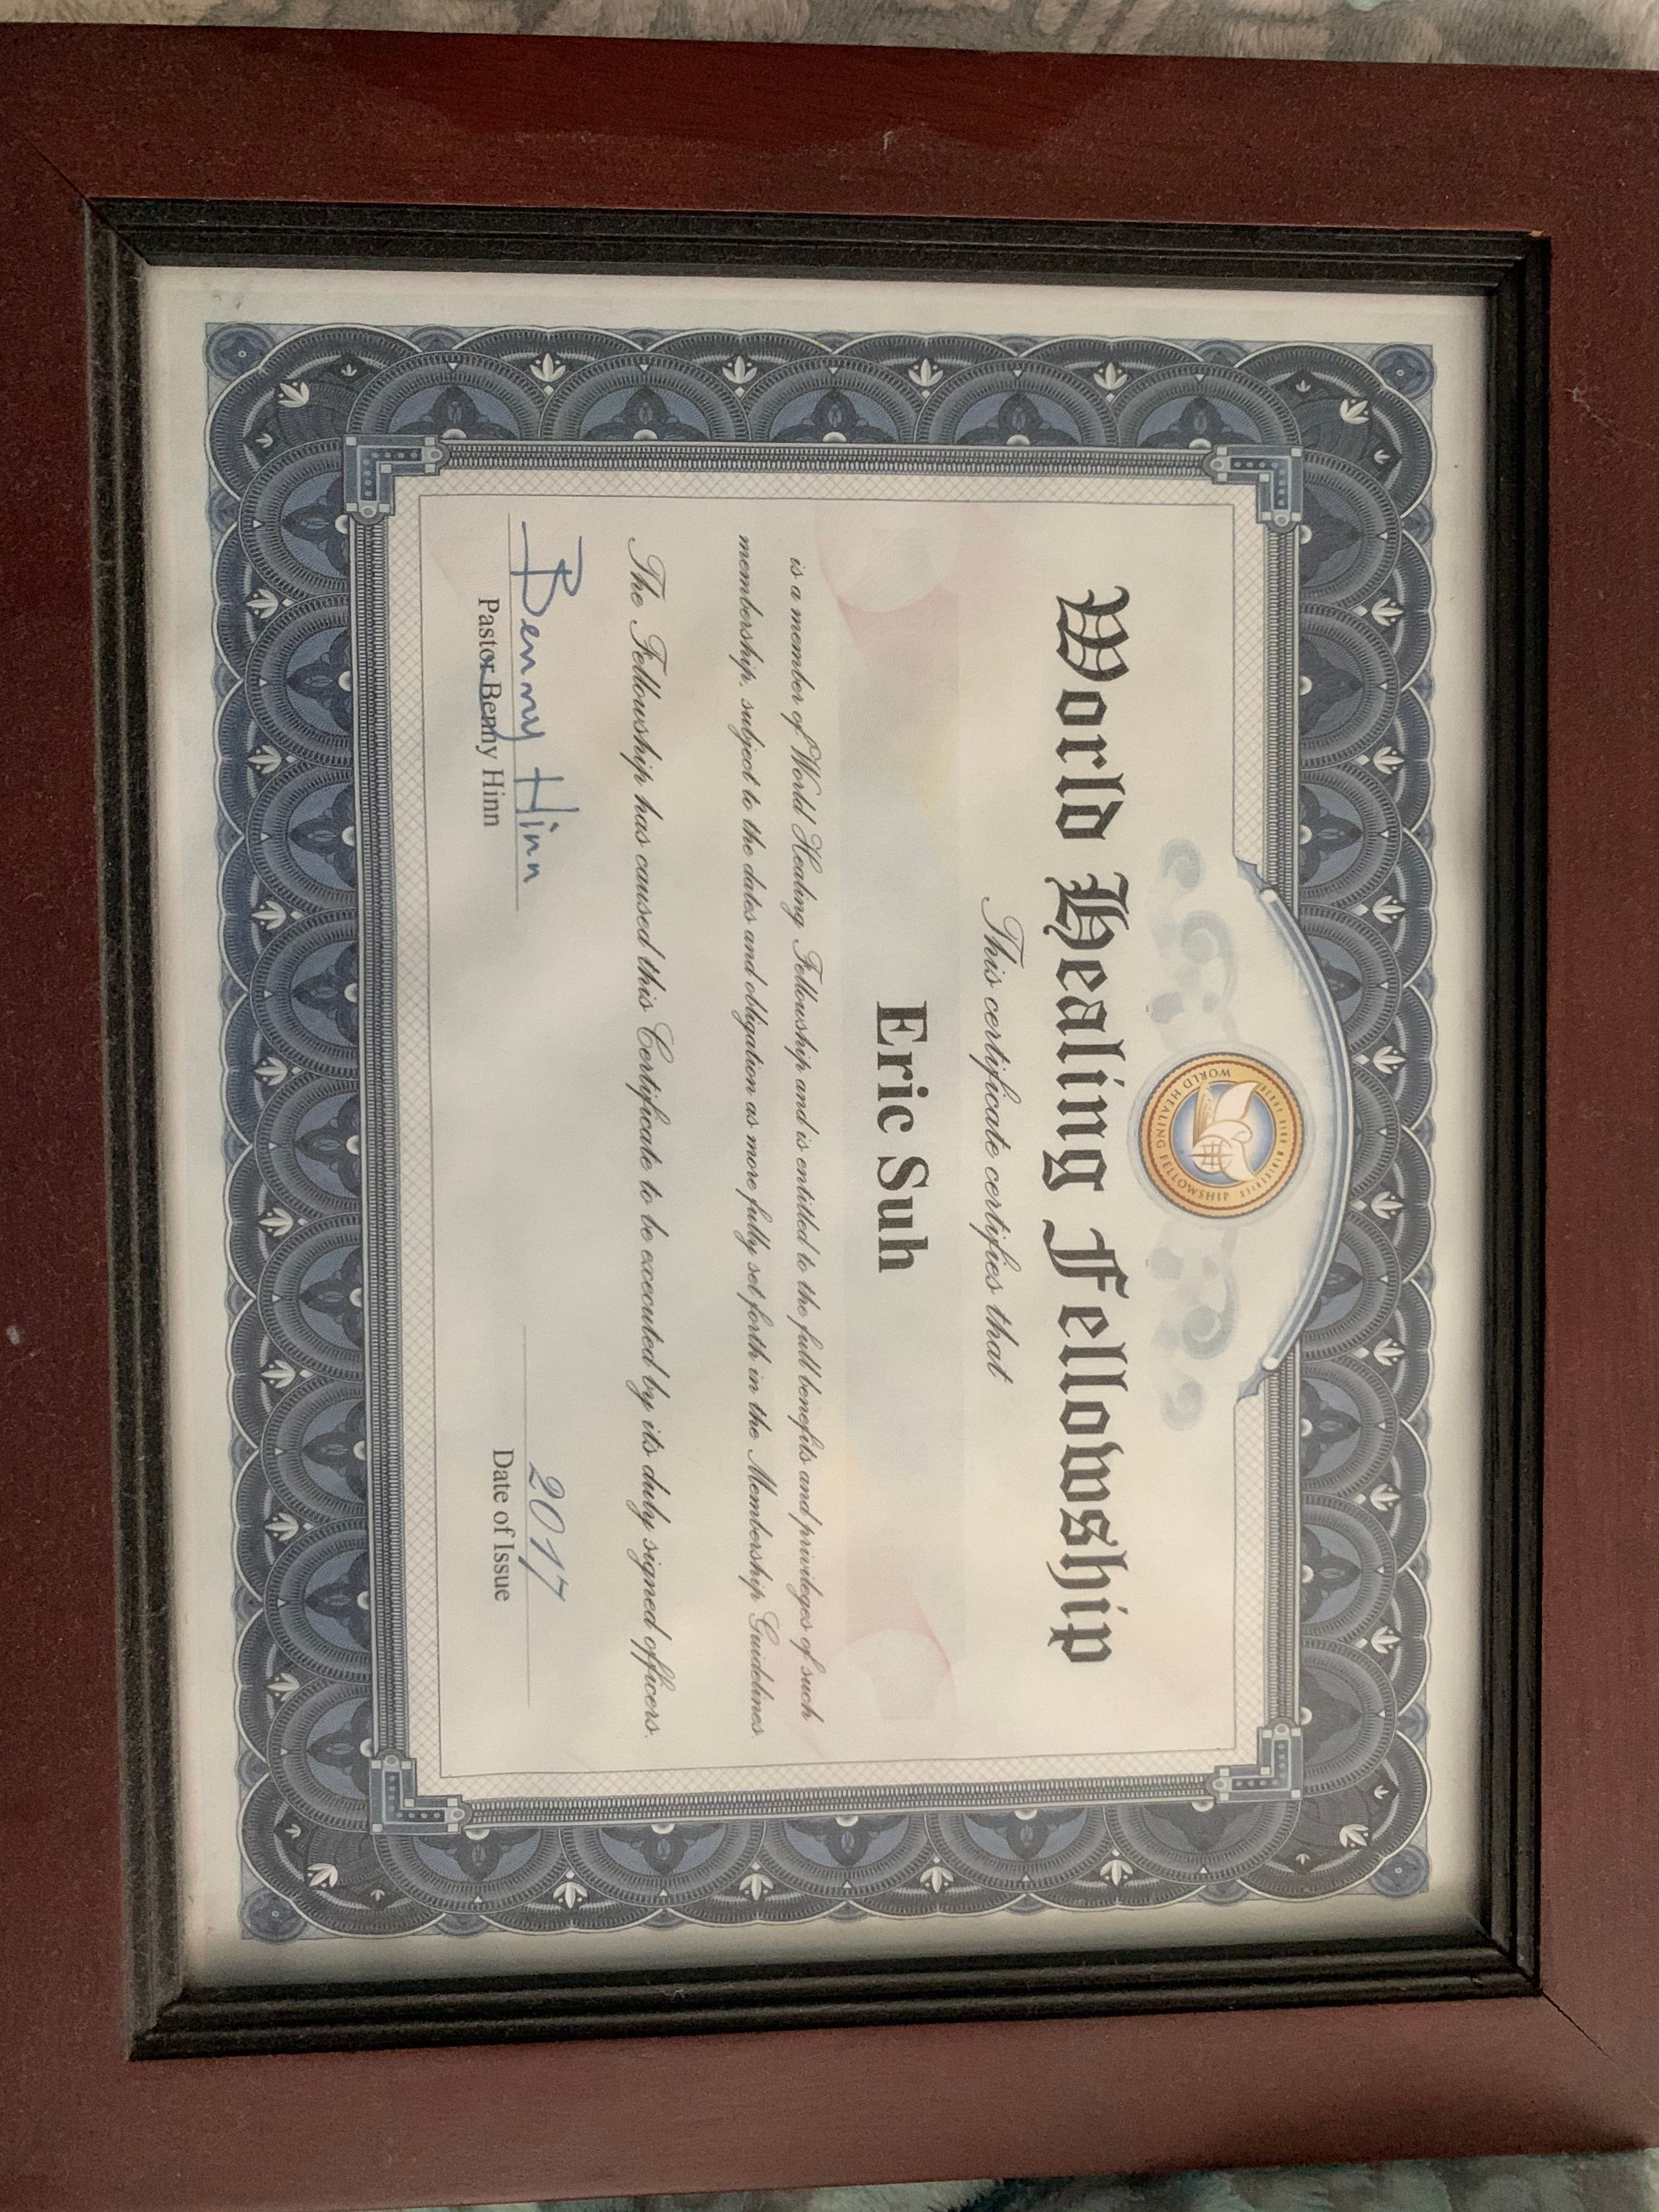 WORLD HEALING FELLOWSHIP
World Healing Fellowship
This certificate certifies that
Eric Suh
is a member of World Healing Fellowship and is entitled to the full benefits and privileges of such
membership, subject to the dates and obligation as more fully set forth in the Membership Guidelines.
The Fellowship has caused this Certificate to be executed by its duly signed officers.
Benny Hinn
2017
Pastor Benny Hinn
Date of Issue